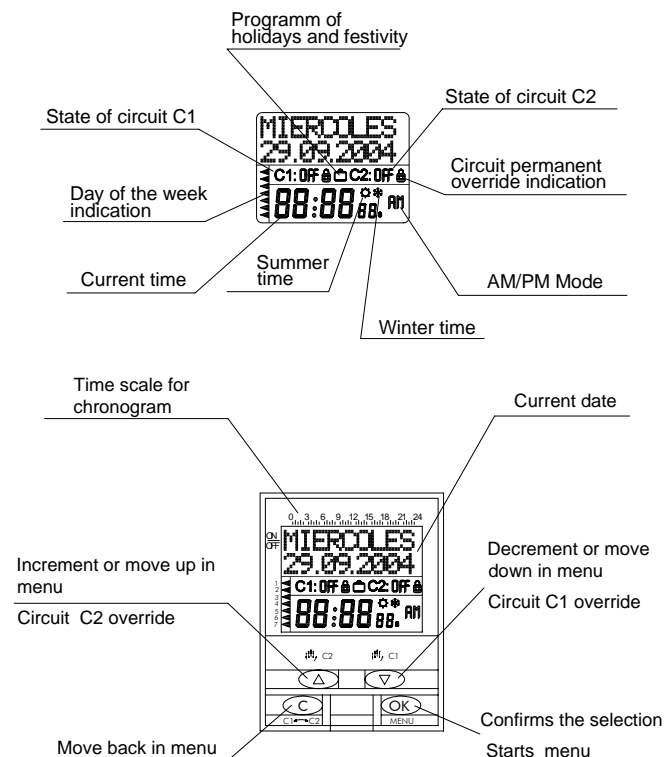 Programm of
holidays and festivity
State of circuit C1
State of circuit C2
MIERCOLES
29.09.2004
C1: OFF C2: OFF
88:88 88. AM
Circuit permanent
override indication
Day of the week
indication
Current time
Summer
time
AM/PM Mode
Winter time
Time scale for
chronogram
Current date
0 3 6 9 12 15 18 21 24
ON
OFF
MIERCOLES
29.09.2004
1
2
3
4
5
6
7
C1: OFF C2: OFF
88:88 88. AM
Increment or move up in
menu
Circuit C2 override
Decrement or move
down in menu
Circuit C1 override
C2 C1
C OK
C1 C2 MENU
Move back in menu
Confirms the selection
Starts menu